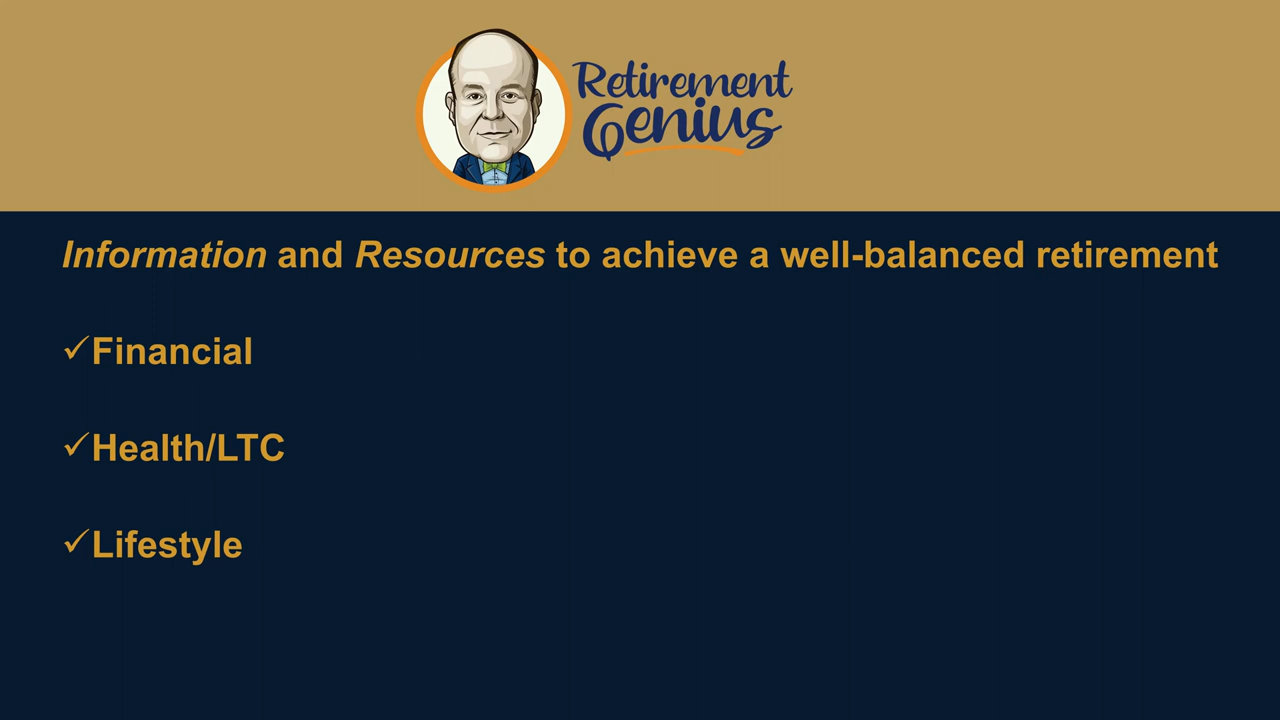 Retirement
Genius
Information and Resources to achieve a well-balanced retirement
✓Financial
✓Health/LTC
✓Lifestyle